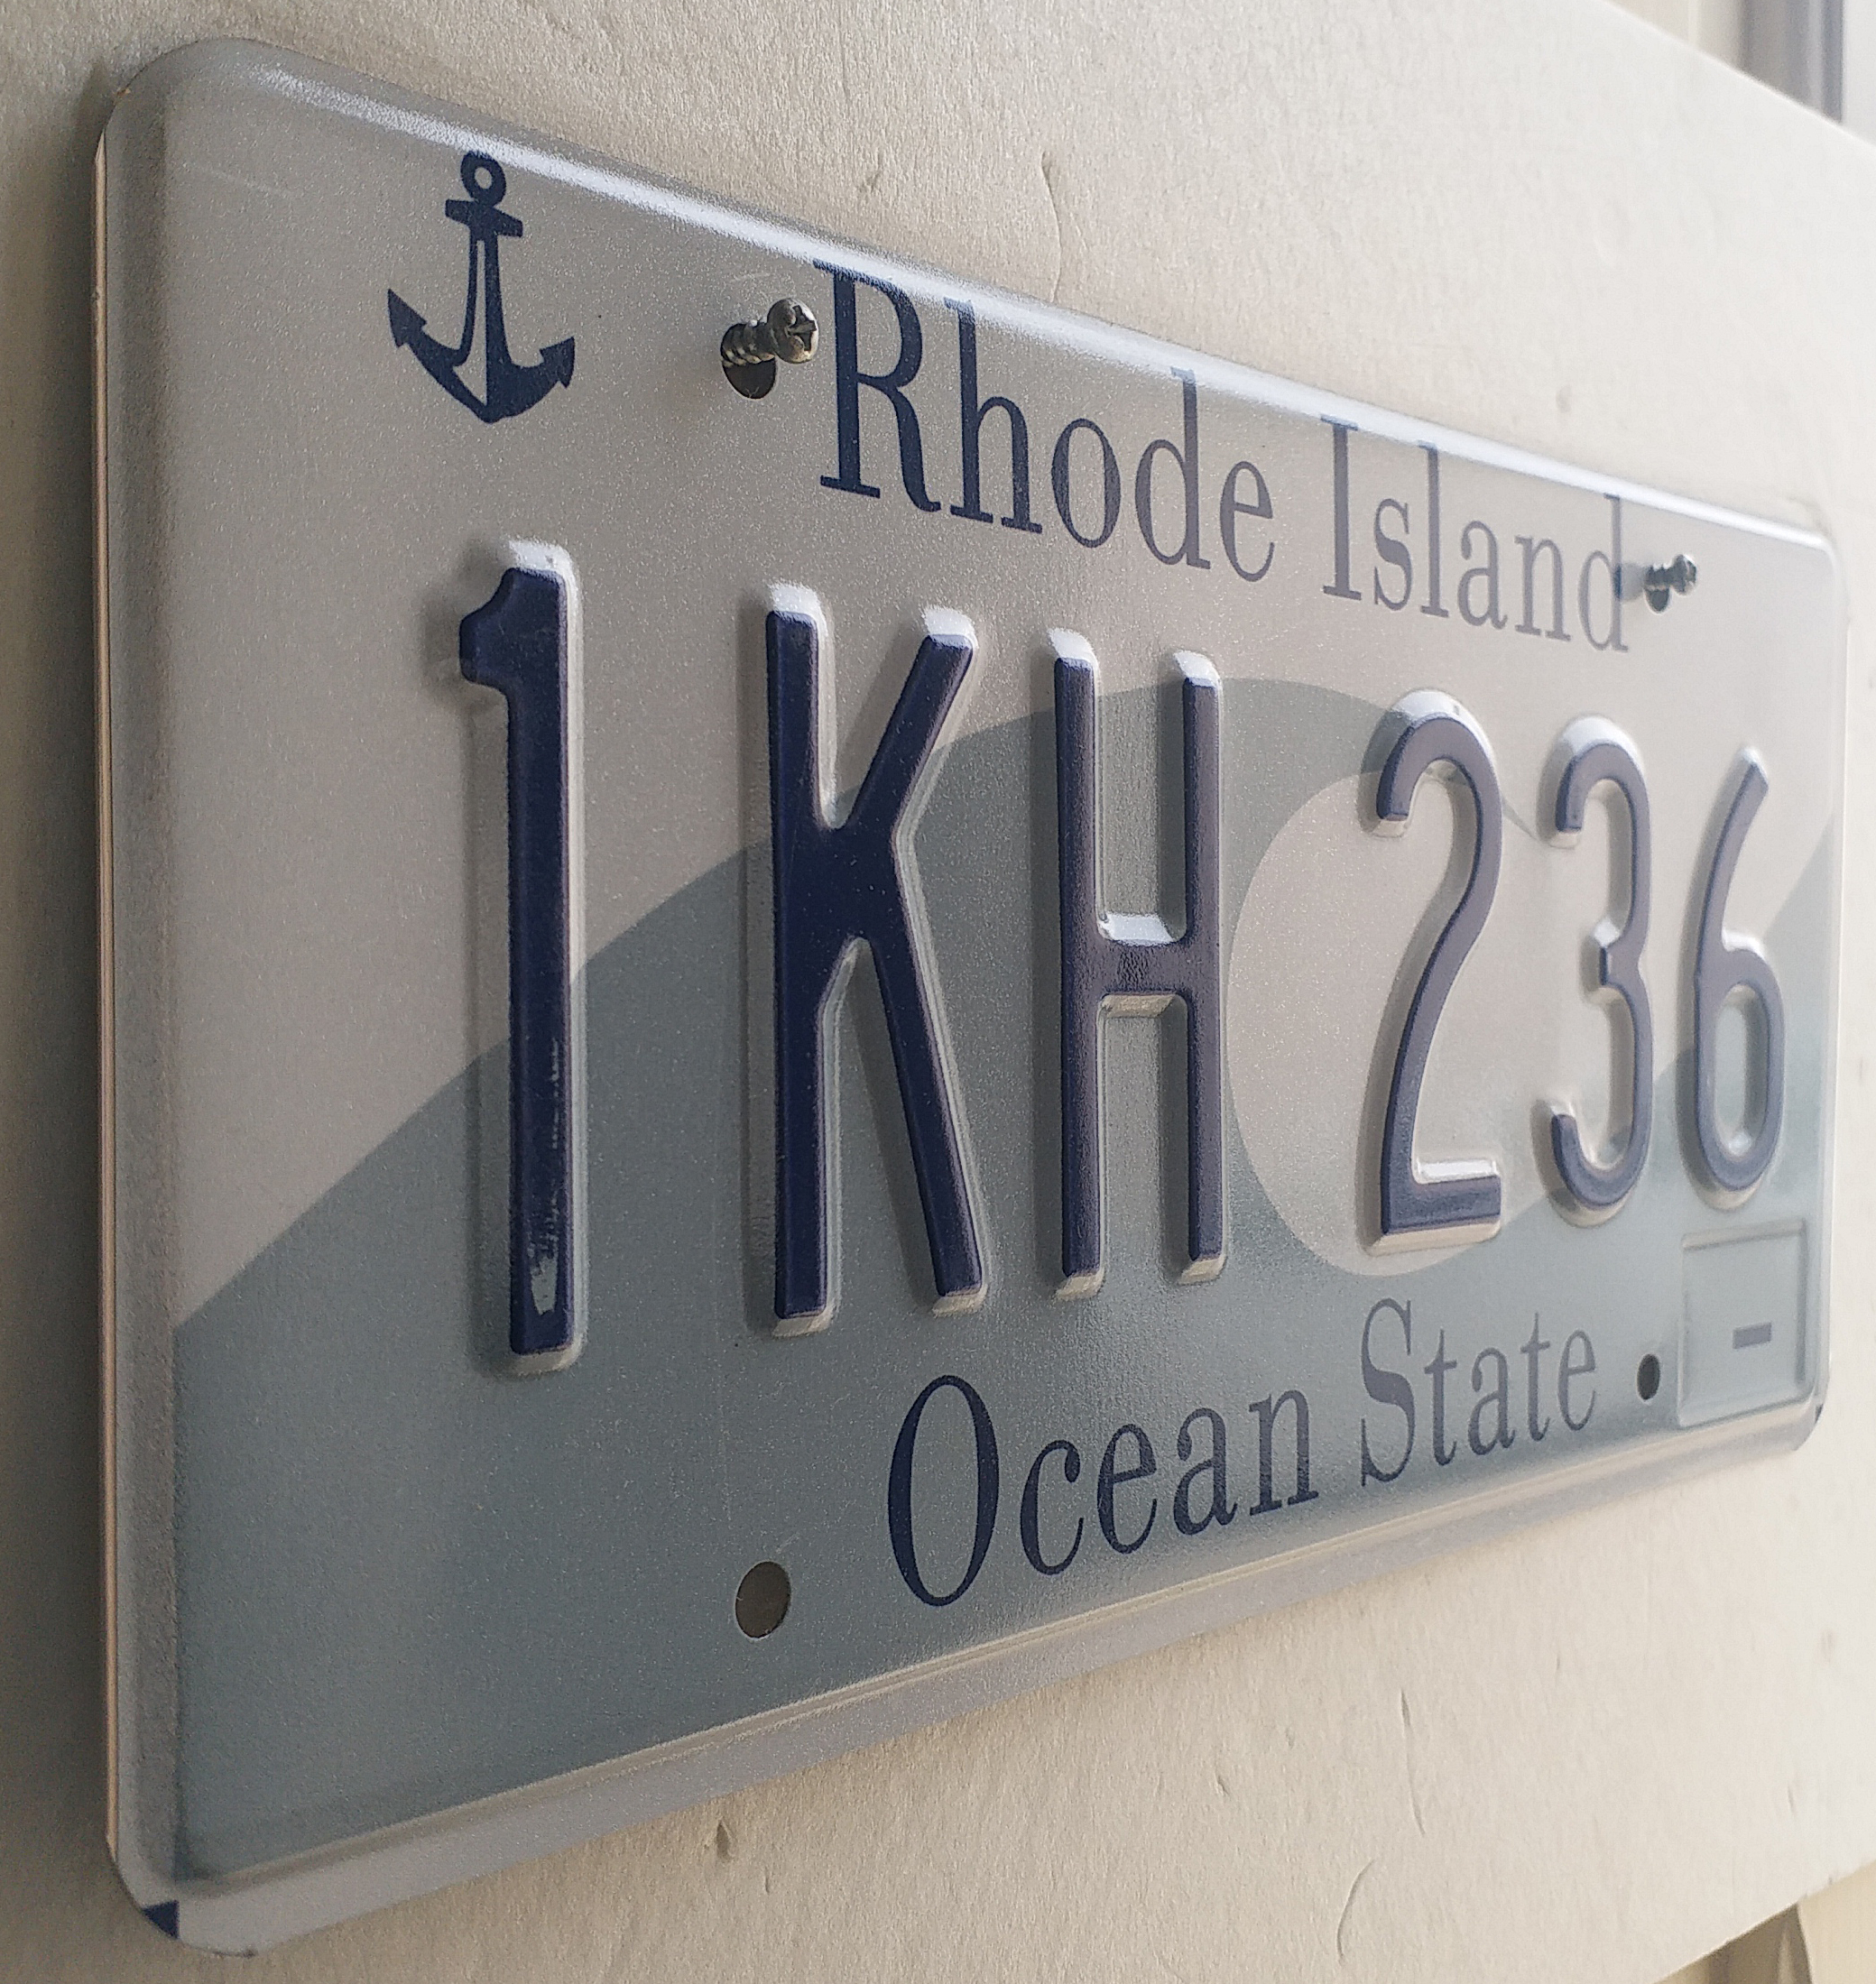 Rhode Island
1KH 236
Ocean State